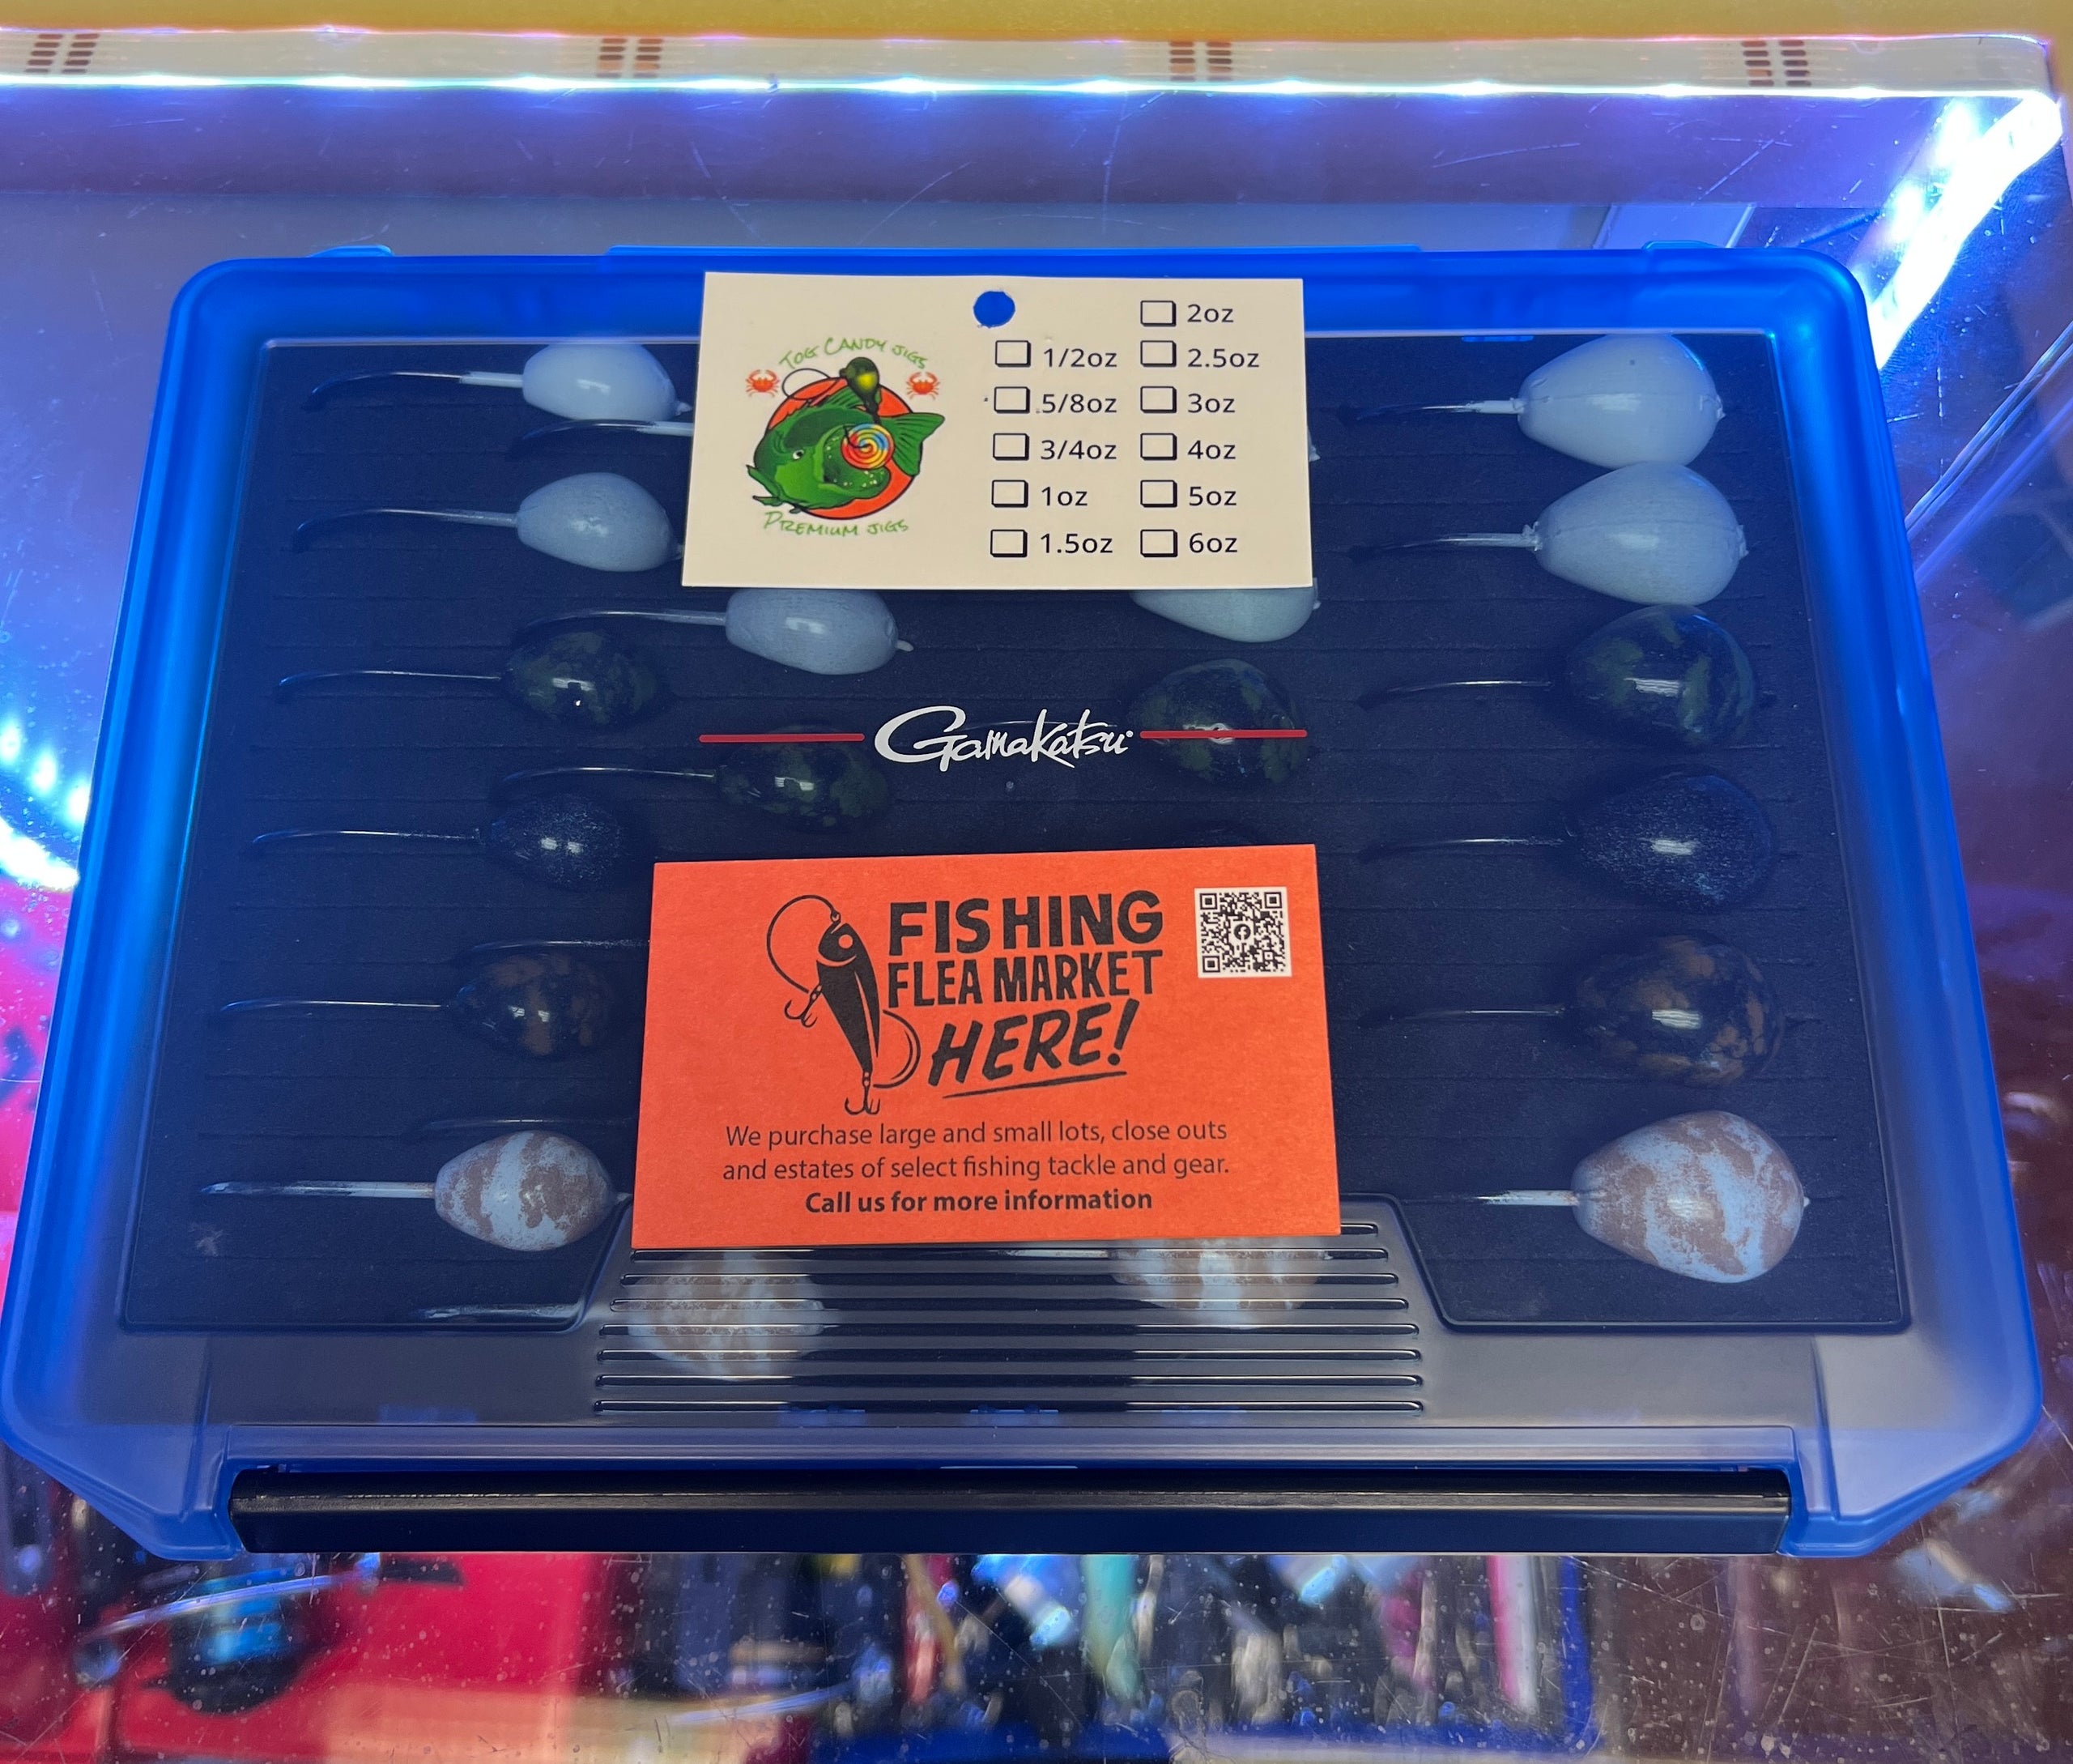 TOG CANDY JIGS
PREMIUM JIGS
2oz
1/2oz 2.5oz
5/8oz 3oz
3/4oz 4oz
1oz 5oz
1.5oz 6oz
Gamakatsu
FISHING
FLEA MARKET
HERE!
We purchase large and small lots, close outs
and estates of select fishing tackle and gear.
Call us for more information